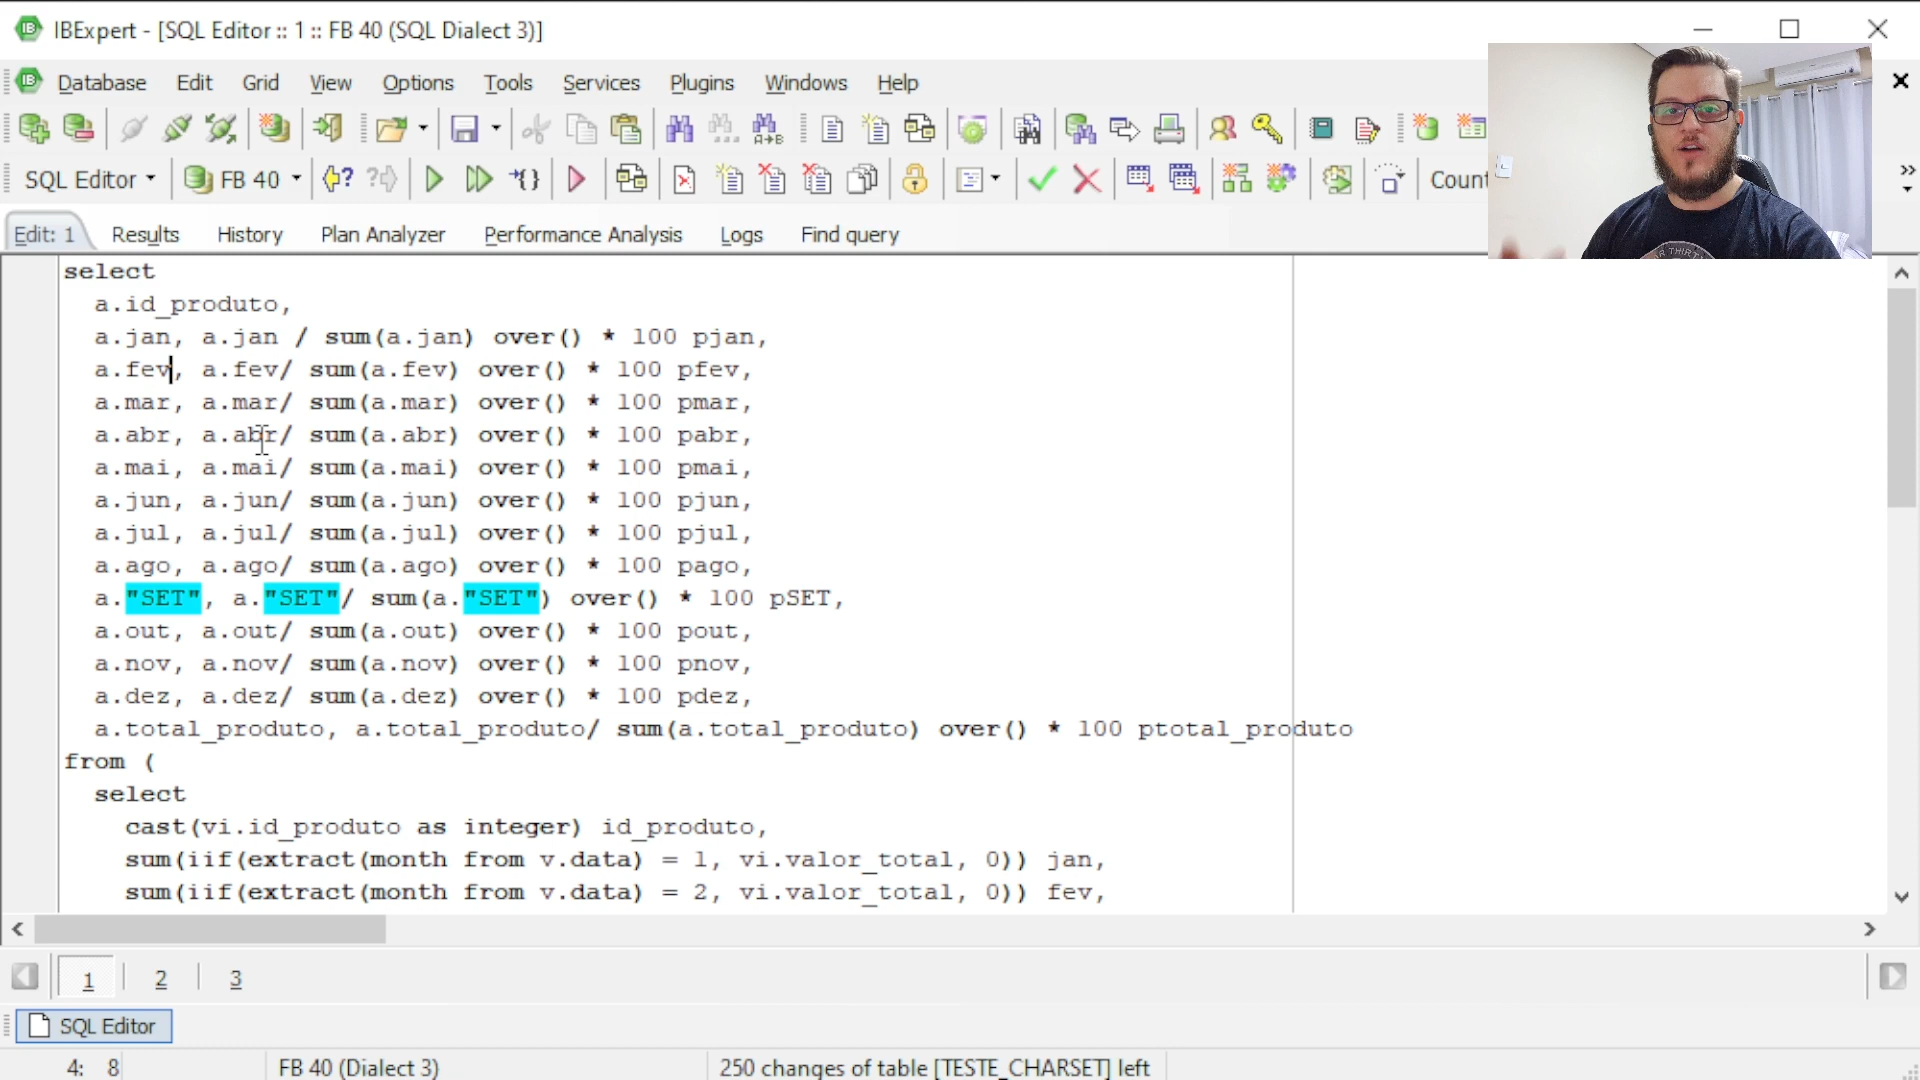 IBExpert - [SQL Editor :: 1 :: FB 40 (SQL Dialect 3)]
Database Edit Grid View Options Tools Services Plugins Windows Help
SQL Editor FB 40 Count
Edit: 1 Results History Plan Analyzer Performance Analysis Logs Find query
select
a.id_produto,
a.jan, a.jan / sum(a.jan) over() * 100 pjan,
a.fev, a.fev/ sum(a.fev) over() * 100 pfev,
a.mar, a.mar/ sum(a.mar) over() * 100 pmar,
a.abr, a.abr/ sum(a.abr) over() * 100 pabr,
a.mai, a.mai/ sum(a.mai) over() * 100 pmai,
a.jun, a.jun/ sum(a.jun) over() * 100 pjun,
a.jul, a.jul/ sum(a.jul) over() * 100 pjul,
a.ago, a.ago/ sum(a.ago) over() * 100 pago,
a."SET", a."SET"/ sum(a."SET") over() * 100 pSET,
a.out, a.out/ sum(a.out) over() * 100 pout,
a.nov, a.nov/ sum(a.nov) over() * 100 pnov,
a.dez, a.dez/ sum(a.dez) over() * 100 pdez,
a.total_produto, a.total_produto/ sum(a.total_produto) over() * 100 ptotal_produto
from (
select
cast(vi.id_produto as integer) id_produto,
sum(iif(extract(month from v.data) = 1, vi.valor_total, 0)) jan,
sum(iif(extract(month from v.data) = 2, vi.valor_total, 0)) fev,
1 2 3
SQL Editor
4: 8 FB 40 (Dialect 3) 250 changes of table [TESTE_CHARSET] left